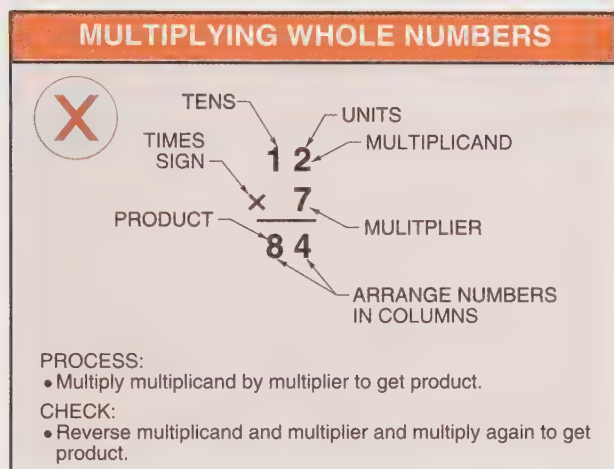 MULTIPLYING WHOLE NUMBERS
X
TENS
UNITS
TIMES
SIGN
MULTIPLICAND
1 2
× 7
MULITPLIER
PRODUCT
8 4
ARRANGE NUMBERS
IN COLUMNS
PROCESS:
• Multiply multiplicand by multiplier to get product.
CHECK:
• Reverse multiplicand and multiplier and multiply again to get
product.